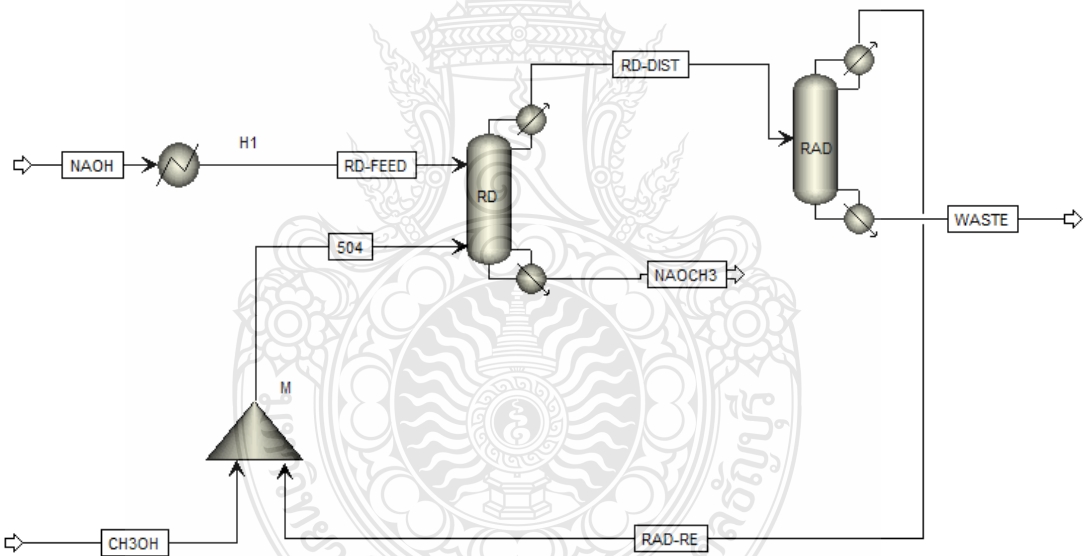 RD-DIST
H1
NAOH
RD-FEED
RAD
RD
WASTE
504
NAOCH3
M
CH3OH
RAD-RE